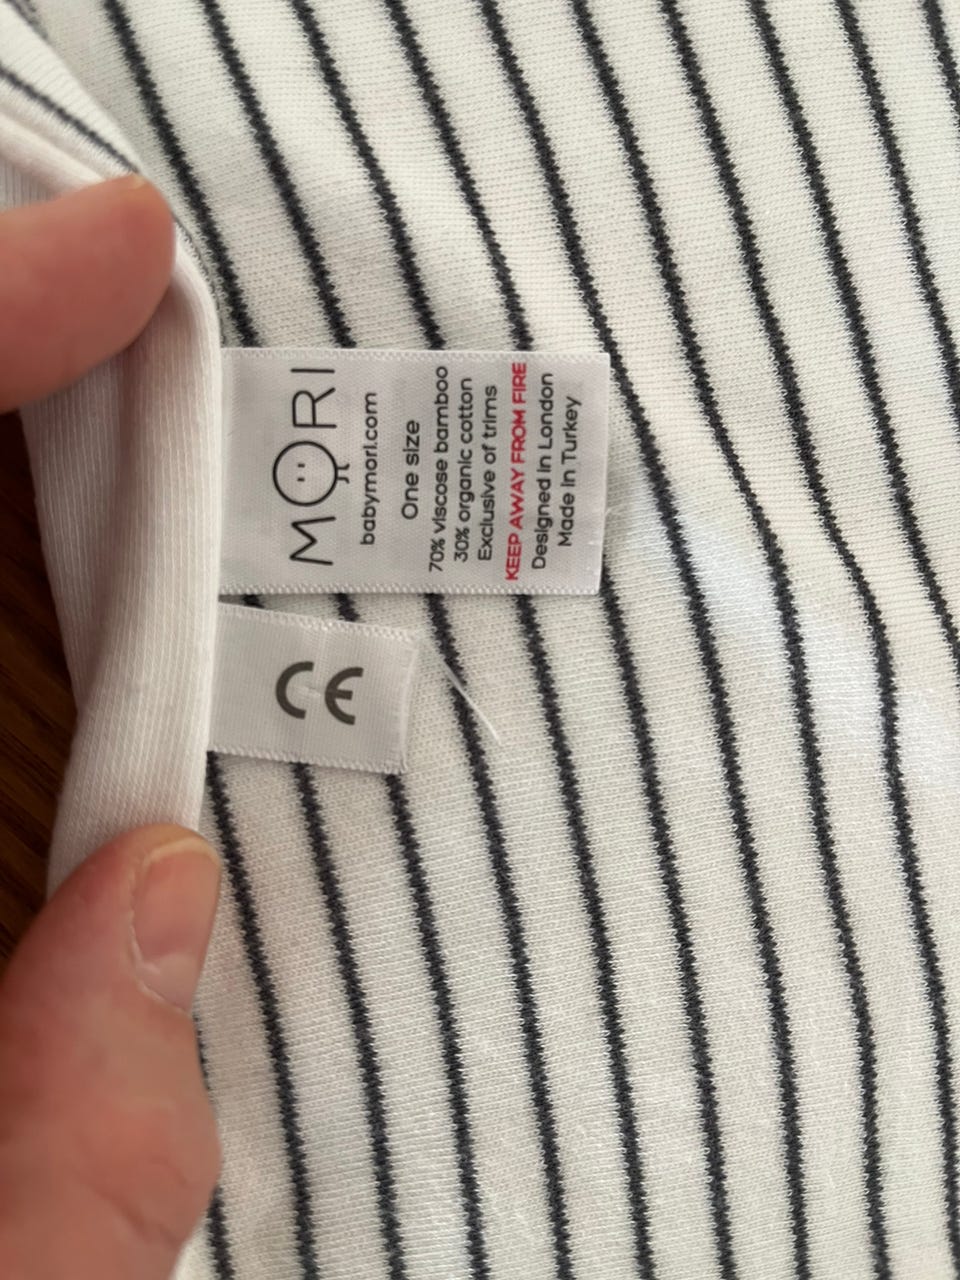 MORI
babymori.com
One size
70% viscose bamboo
30% organic cotton
Exclusive of trims
KEEP AWAY FROM FIRE
Designed in London
Made in Turkey
CE